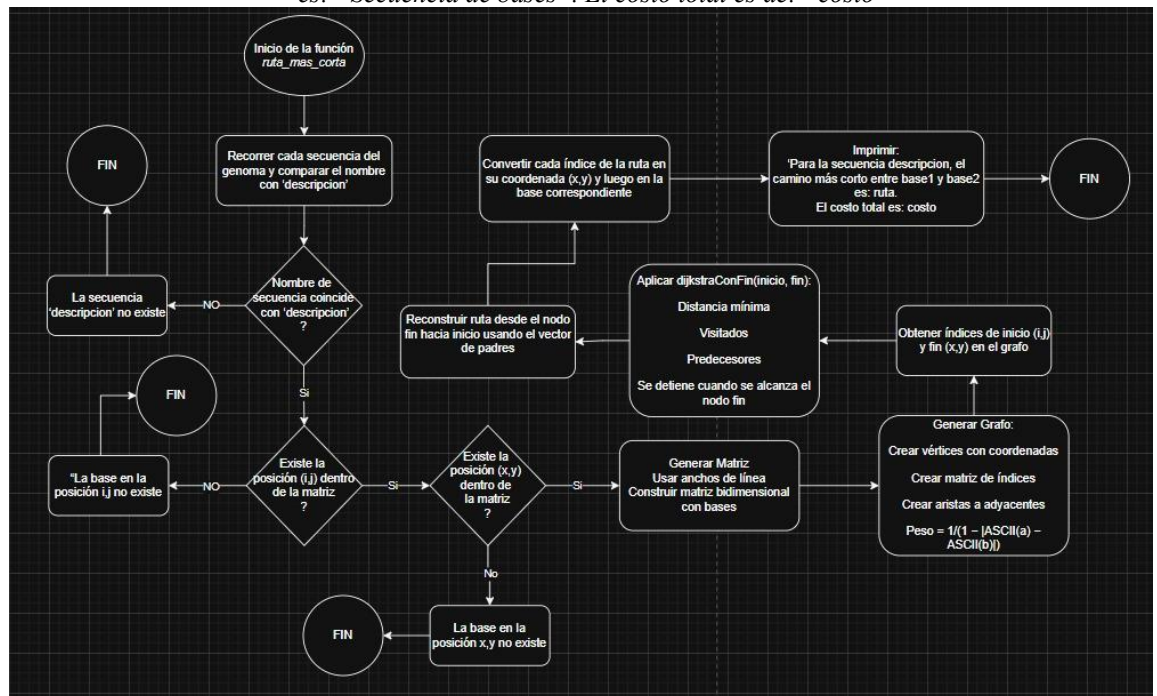 es: "Secuencia de bases". El costo total es de: "costo"
Inicio de la función
ruta_mas_corta
Recorrer cada secuencia del
genoma y comparar el nombre
con 'descripcion'
FIN
Nombre de
secuencia coincide
con 'descripcion'
?
NO
La secuencia
'descripcion' no existe
Si
FIN
Existe la
posición (i,j) dentro
de la matriz
?
NO
"La base en la
posición i,j no existe
Si
Existe la
posición (x,y)
dentro de
la matriz
?
No
La base en la
posición x,y no existe
FIN
Si
Generar Matriz
Usar anchos de línea
Construir matriz bidimensional
con bases
Generar Grafo:
Crear vértices con coordenadas
Crear matriz de índices
Crear aristas a adyacentes
Peso = 1/(1 − |ASCII(a) −
ASCII(b)|)
Obtener índices de inicio (i,j)
y fin (x,y) en el grafo
Aplicar dijkstraConFin(inicio, fin):
Distancia mínima
Visitados
Predecesores
Se detiene cuando se alcanza el
nodo fin
Reconstruir ruta desde el nodo
fin hacia inicio usando el vector
de padres
Convertir cada índice de la ruta en
su coordenada (x,y) y luego en la
base correspondiente
Imprimir:
'Para la secuencia descripcion, el
camino más corto entre base1 y base2
es: ruta.
El costo total es: costo
FIN